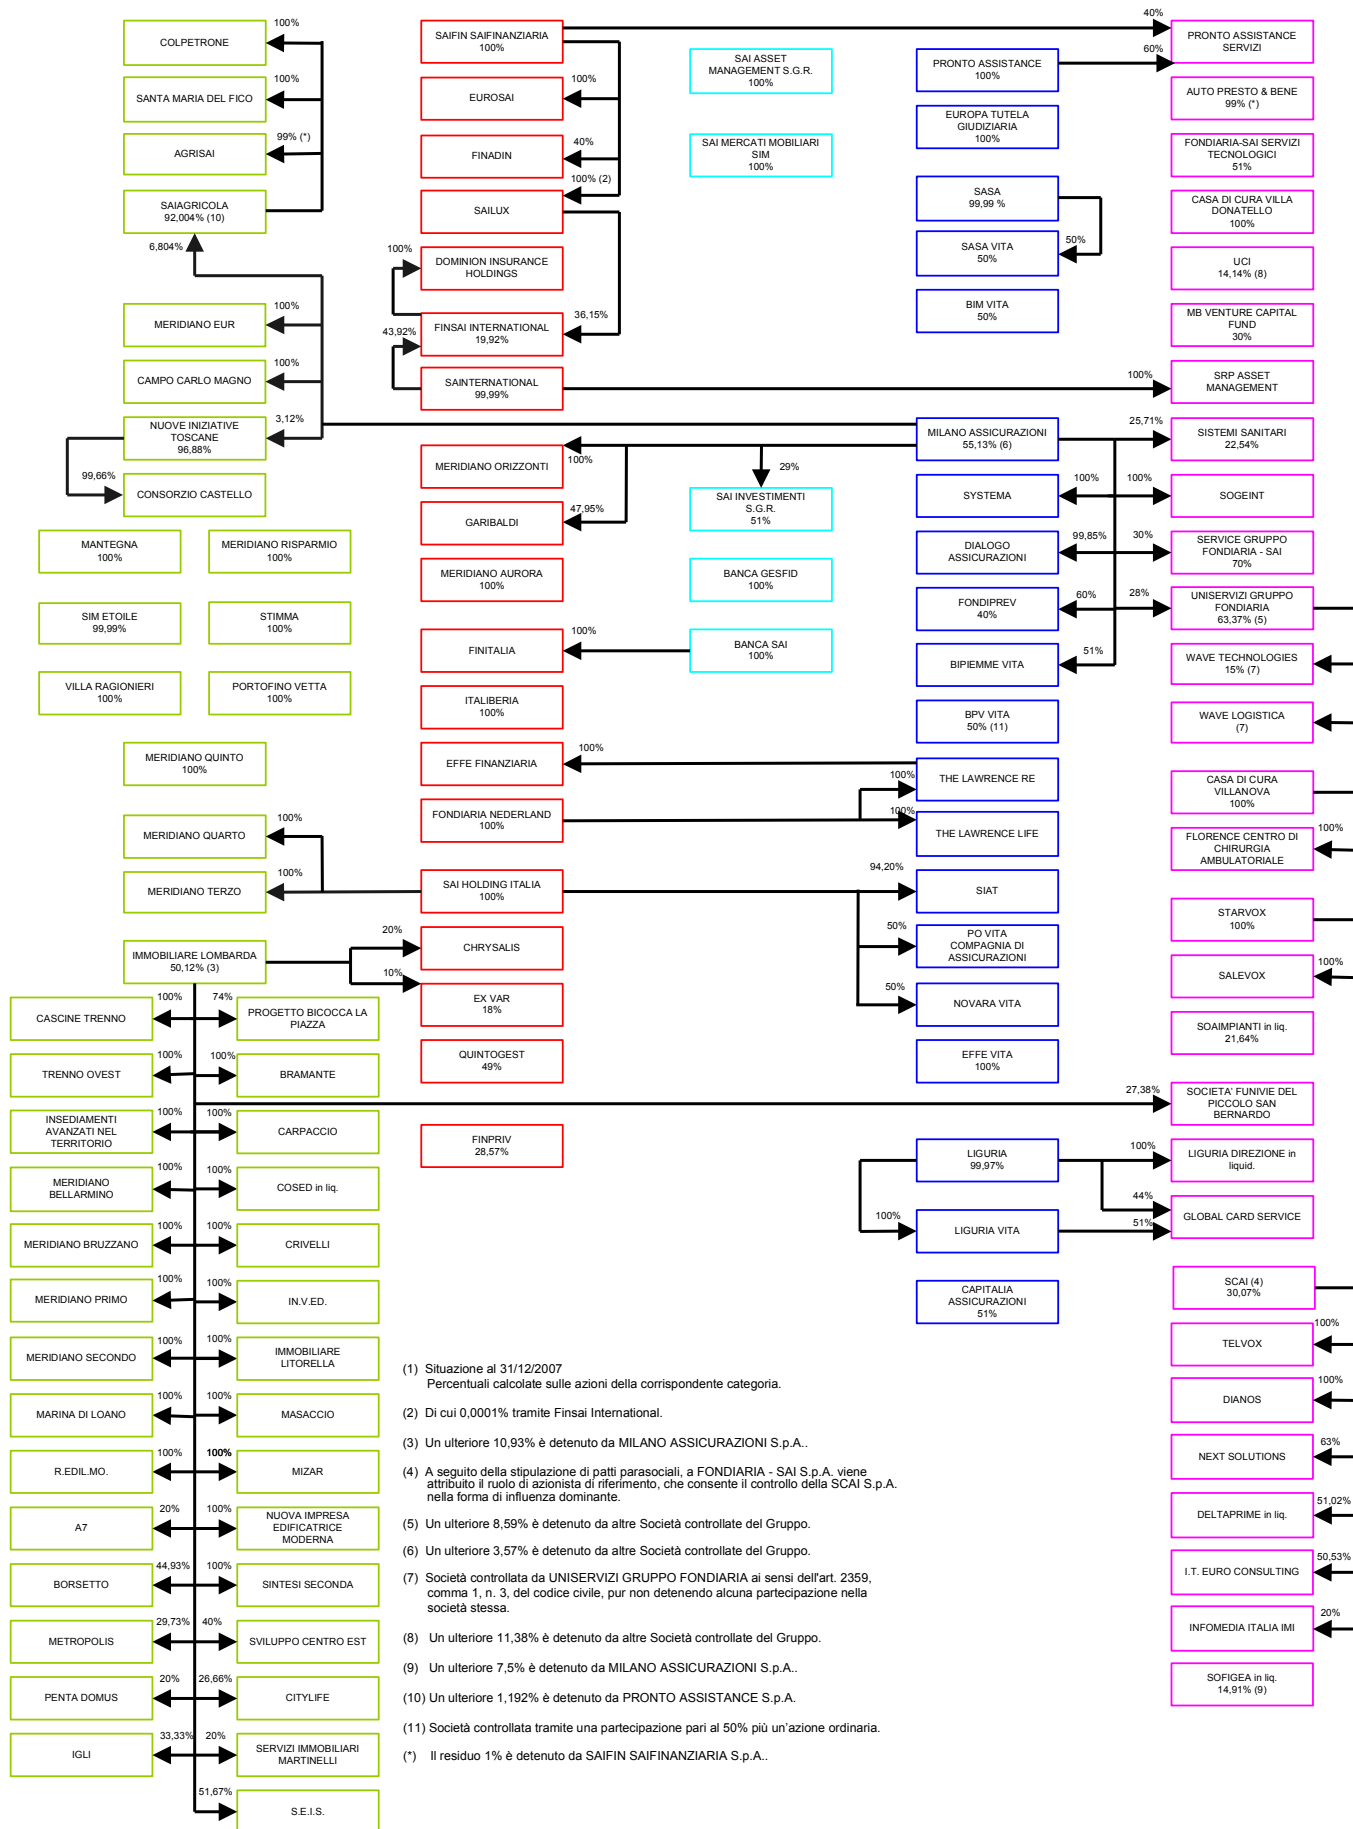 COLPETRONE
100%
SANTA MARIA DEL FICO
100%
AGRISAI
99% (*)
SAIAGRICOLA
92,004% (10)
6,804%
MERIDIANO EUR
100%
CAMPO CARLO MAGNO
100%
NUOVE INIZIATIVE
TOSCANE
96,88%
3,12%
99,66%
CONSORZIO CASTELLO
MANTEGNA
100%
MERIDIANO RISPARMIO
100%
SIM ETOILE
99,99%
STIMMA
100%
VILLA RAGIONIERI
100%
PORTOFINO VETTA
100%
MERIDIANO QUINTO
100%
MERIDIANO QUARTO
100%
MERIDIANO TERZO
100%
IMMOBILIARE LOMBARDA
50,12% (3)
20%
10%
100%
74%
CASCINE TRENNO
PROGETTO BICOCCA LA
PIAZZA
100%
100%
TRENNO OVEST
BRAMANTE
100%
100%
INSEDIAMENTI
AVANZATI NEL
TERRITORIO
CARPACCIO
100%
100%
MERIDIANO
BELLARMINO
COSED in liq.
100%
100%
MERIDIANO BRUZZANO
CRIVELLI
100%
100%
MERIDIANO PRIMO
IN.V.ED.
100%
100%
MERIDIANO SECONDO
IMMOBILIARE
LITORELLA
100%
100%
MARINA DI LOANO
MASACCIO
100%
100%
R.EDIL.MO.
MIZAR
20%
100%
A7
NUOVA IMPRESA
EDIFICATRICE
MODERNA
44,93%
100%
BORSETTO
SINTESI SECONDA
29,73%
40%
METROPOLIS
SVILUPPO CENTRO EST
20%
26,66%
PENTA DOMUS
CITYLIFE
33,33%
20%
IGLI
SERVIZI IMMOBILIARI
MARTINELLI
51,67%
S.E.I.S.
SAIFIN SAIFINANZIARIA
100%
100%
EUROSAI
40%
FINADIN
100% (2)
SAILUX
100%
DOMINION INSURANCE
HOLDINGS
36,15%
FINSAI INTERNATIONAL
19,92%
43,92%
SAINTERNATIONAL
99,99%
MERIDIANO ORIZZONTI
100%
GARIBALDI
47,95%
MERIDIANO AURORA
100%
FINITALIA
100%
ITALIBERIA
100%
EFFE FINANZIARIA
100%
FONDIARIA NEDERLAND
100%
SAI HOLDING ITALIA
100%
CHRYSALIS
EX VAR
18%
QUINTOGEST
49%
FINPRIV
28,57%
SAI ASSET
MANAGEMENT S.G.R.
100%
SAI MERCATI MOBILIARI
SIM
100%
29%
SAI INVESTIMENTI
S.G.R.
51%
BANCA GESFID
100%
BANCA SAI
100%
PRONTO ASSISTANCE
100%
EUROPA TUTELA
GIUDIZIARIA
100%
SASA
99,99 %
SASA VITA
50%
50%
BIM VITA
50%
MILANO ASSICURAZIONI
55,13% (6)
SYSTEMA
100%
DIALOGO
ASSICURAZIONI
99,85%
FONDIPREV
40%
60%
BIPIEMME VITA
51%
BPV VITA
50% (11)
THE LAWRENCE RE
100%
THE LAWRENCE LIFE
100%
94,20%
SIAT
50%
PO VITA
COMPAGNIA DI
ASSICURAZIONI
50%
NOVARA VITA
EFFE VITA
100%
LIGURIA
99,97%
100%
LIGURIA VITA
CAPITALIA
ASSICURAZIONI
51%
40%
PRONTO ASSISTANCE
SERVIZI
60%
AUTO PRESTO & BENE
99% (*)
FONDIARIA-SAI SERVIZI
TECNOLOGICI
51%
CASA DI CURA VILLA
DONATELLO
100%
UCI
14,14% (8)
MB VENTURE CAPITAL
FUND
30%
100%
SRP ASSET
MANAGEMENT
25,71%
SISTEMI SANITARI
22,54%
100%
SOGEINT
30%
SERVICE GRUPPO
FONDIARIA - SAI
70%
28%
UNISERVIZI GRUPPO
FONDIARIA
63,37% (5)
WAVE TECHNOLOGIES
15% (7)
WAVE LOGISTICA
(7)
CASA DI CURA
VILLANOVA
100%
100%
FLORENCE CENTRO DI
CHIRURGIA
AMBULATORIALE
STARVOX
100%
100%
SALEVOX
SOAIMPIANTI in liq.
21,64%
27,38%
SOCIETA' FUNIVIE DEL
PICCOLO SAN
BERNARDO
100%
LIGURIA DIREZIONE in
liquid.
44%
51%
GLOBAL CARD SERVICE
SCAI (4)
30,07%
100%
TELVOX
100%
DIANOS
63%
NEXT SOLUTIONS
51,02%
DELTAPRIME in liq.
50,53%
I.T. EURO CONSULTING
20%
INFOMEDIA ITALIA IMI
SOFIGEA in liq.
14,91% (9)
(1) Situazione al 31/12/2007
Percentuali calcolate sulle azioni della corrispondente categoria.
(2) Di cui 0,0001% tramite Finsai International.
(3) Un ulteriore 10,93% è detenuto da MILANO ASSICURAZIONI S.p.A..
(4) A seguito della stipulazione di patti parasociali, a FONDIARIA - SAI S.p.A. viene
attribuito il ruolo di azionista di riferimento, che consente il controllo della SCAI S.p.A.
nella forma di influenza dominante.
(5) Un ulteriore 8,59% è detenuto da altre Società controllate del Gruppo.
(6) Un ulteriore 3,57% è detenuto da altre Società controllate del Gruppo.
(7) Società controllata da UNISERVIZI GRUPPO FONDIARIA ai sensi dell'art. 2359,
comma 1, n. 3, del codice civile, pur non detenendo alcuna partecipazione nella
società stessa.
(8) Un ulteriore 11,38% è detenuto da altre Società controllate del Gruppo.
(9) Un ulteriore 7,5% è detenuto da MILANO ASSICURAZIONI S.p.A..
(10) Un ulteriore 1,192% è detenuto da PRONTO ASSISTANCE S.p.A.
(11) Società controllata tramite una partecipazione pari al 50% più un'azione ordinaria.
(*) Il residuo 1% è detenuto da SAIFIN SAIFINANZIARIA S.p.A..